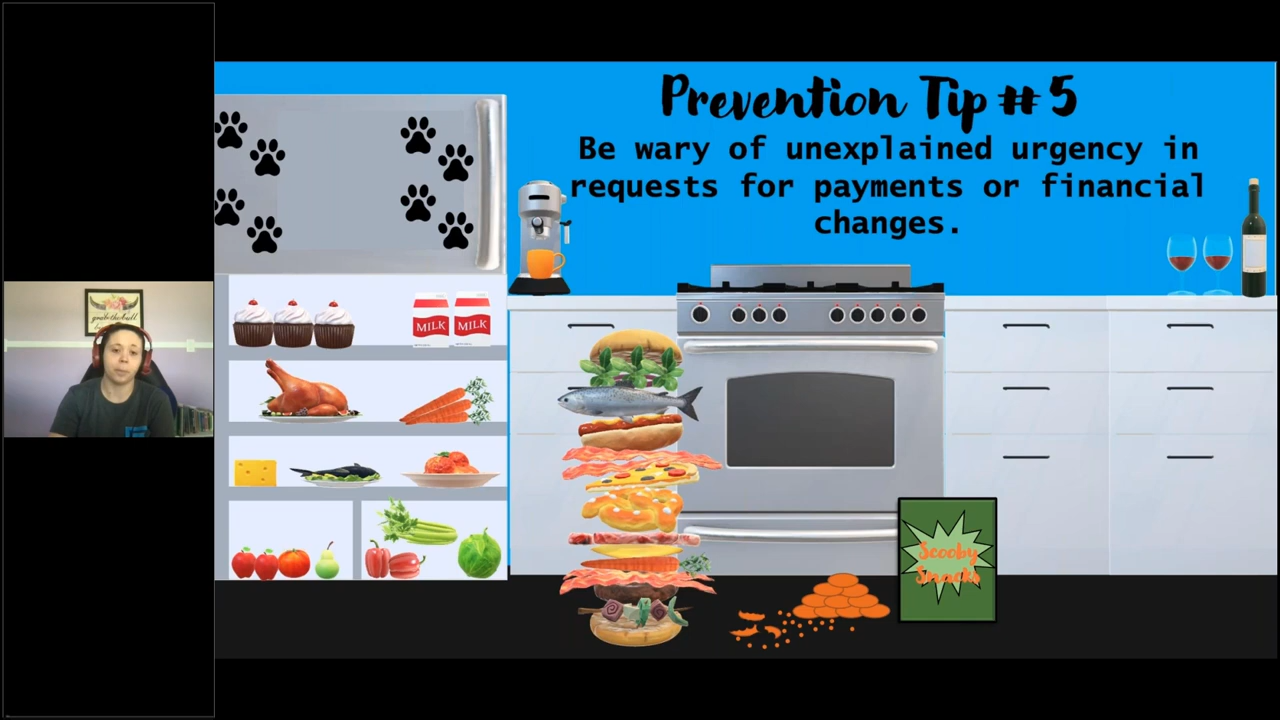 Prevention Tip # 5
Be wary of unexplained urgency in
requests for payments or financial
changes.
MILK
MILK
Scooby
Snacks